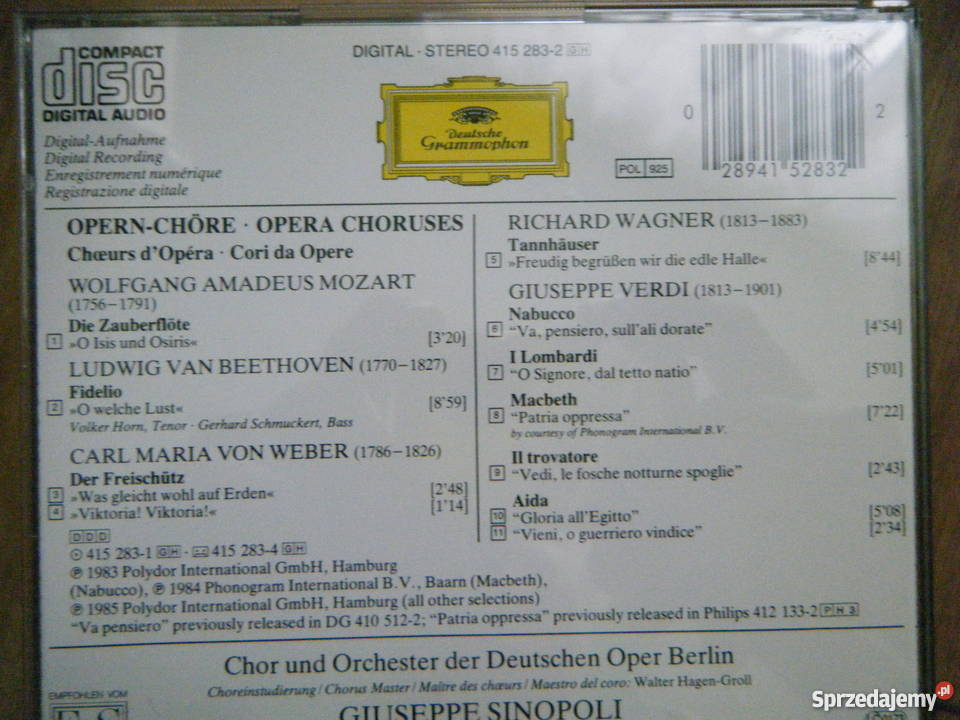 COMPACT
disc
DIGITAL AUDIO
DIGITAL · STEREO 415 283-2 GH
Deutsche
Grammophon
POL 925
0 28941 52832 2
Digital-Aufnahme
Digital Recording
Enregistrement numérique
Registrazione digitale
OPERN-CHÖRE · OPERA CHORUSES
Chœurs d'Opéra · Cori da Opere
WOLFGANG AMADEUS MOZART
(1756–1791)
Die Zauberflöte
1 »O Isis und Osiris« [3'20]
LUDWIG VAN BEETHOVEN (1770–1827)
Fidelio
2 »O welche Lust« [8'59]
Volker Horn, Tenor · Gerhard Schmuckert, Bass
CARL MARIA VON WEBER (1786–1826)
Der Freischütz
3 »Was gleicht wohl auf Erden« [2'48]
4 »Viktoria! Viktoria!« [1'14]
RICHARD WAGNER (1813–1883)
Tannhäuser
5 »Freudig begrüßen wir die edle Halle« [8'44]
GIUSEPPE VERDI (1813–1901)
Nabucco
6 “Va, pensiero, sull'ali dorate” [4'54]
I Lombardi
7 “O Signore, dal tetto natio” [5'01]
Macbeth
8 “Patria oppressa” [7'22]
by courtesy of Phonogram International B.V.
Il trovatore
9 “Vedi, le fosche notturne spoglie” [2'43]
Aida
10 “Gloria all'Egitto” [5'08]
11 “Vieni, o guerriero vindice” [2'34]
DDD
415 283-1 GH · 415 283-4 GH
℗ 1983 Polydor International GmbH, Hamburg
(Nabucco), ℗ 1984 Phonogram International B.V., Baarn (Macbeth),
℗ 1985 Polydor International GmbH, Hamburg (all other selections)
“Va pensiero” previously released in DG 410 512-2; “Patria oppressa” previously released in Philips 412 133-2 PH 3
Chor und Orchester der Deutschen Oper Berlin
Choreinstudierung / Chorus Master / Maître des chœurs / Maestro del coro: Walter Hagen-Groll
EMPFOHLEN VOM
GIUSEPPE SINOPOLI
Sprzedajemy.pl